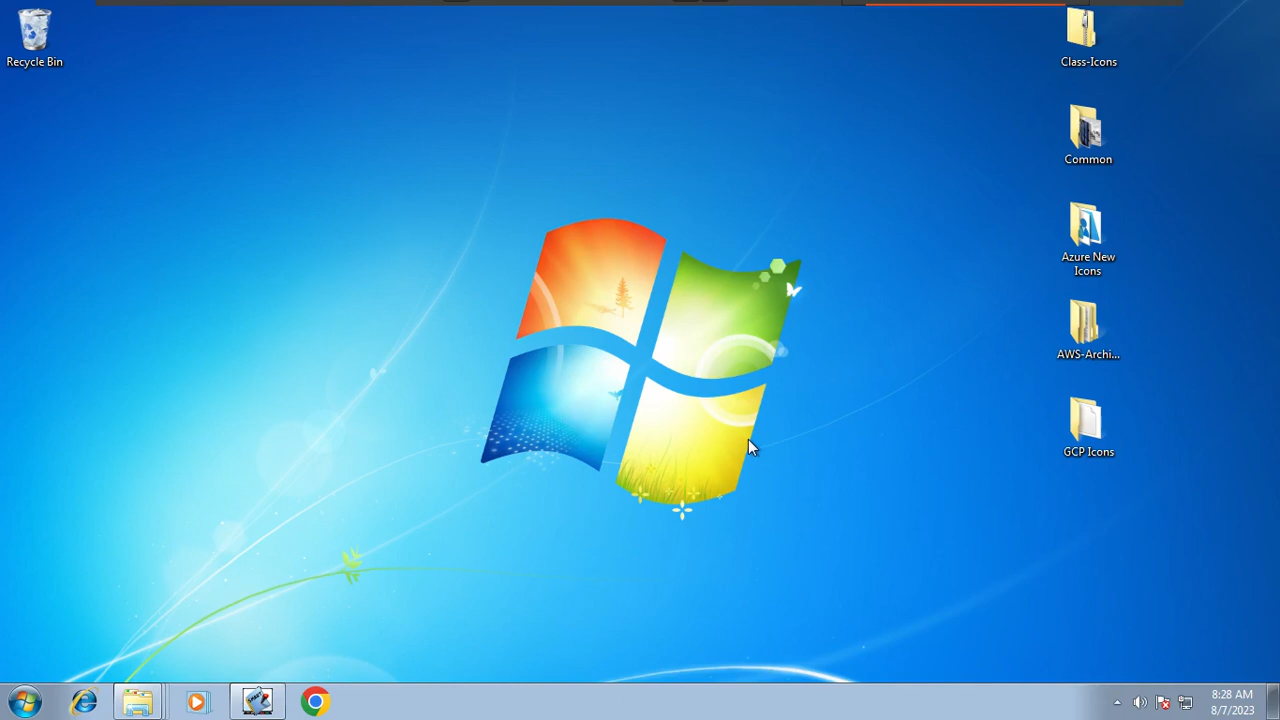 Recycle Bin
Class-Icons
Common
Azure New
Icons
AWS-Archi...
GCP Icons
8:28 AM
8/7/2023